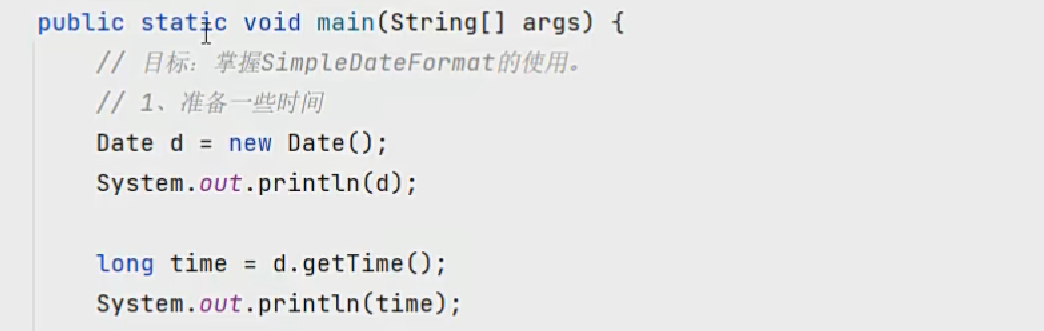 public static void main(String[] args) {
// 目标：掌握SimpleDateFormat的使用。
// 1、准备一些时间
Date d = new Date();
System.out.println(d);
long time = d.getTime();
System.out.println(time);